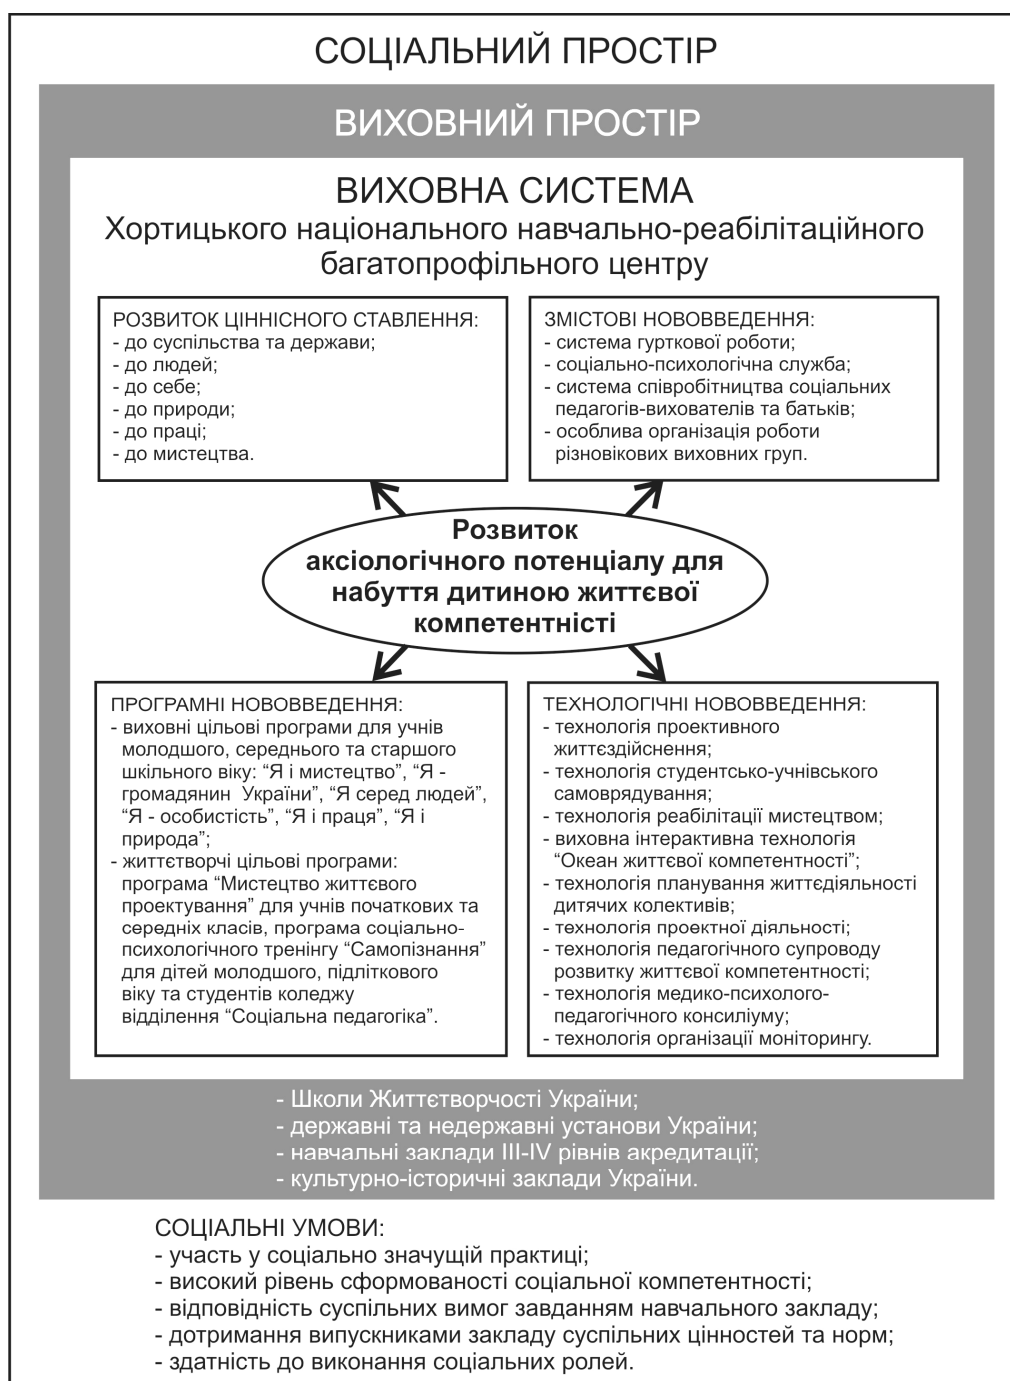 СОЦІАЛЬНИЙ ПРОСТІР
ВИХОВНИЙ ПРОСТІР
ВИХОВНА СИСТЕМА
Хортицького національного навчально-реабілітаційного
багатопрофільного центру
РОЗВИТОК ЦІННІСНОГО СТАВЛЕННЯ:
- до суспільства та держави;
- до людей;
- до себе;
- до природи;
- до праці;
- до мистецтва.
ЗМІСТОВІ НОВОВВЕДЕННЯ:
- система гурткової роботи;
- соціально-психологічна служба;
- система співробітництва соціальних
педагогів-вихователів та батьків;
- особлива організація роботи
різновікових виховних груп.
Розвиток
аксіологічного потенціалу для
набуття дитиною життєвої
компетентністі
ПРОГРАМНІ НОВОВВЕДЕННЯ:
- виховні цільові програми для учнів
молодшого, середнього та старшого
шкільного віку: “Я і мистецтво”, “Я -
громадянин України”, “Я серед людей”,
“Я - особистість”, “Я і праця”, “Я і
природа”;
- життєтворчі цільові програми:
програма “Мистецтво життєвого
проектування” для учнів початкових та
середніх класів, програма соціально-
психологічного тренінгу “Самопізнання”
для дітей молодшого, підліткового
віку та студентів коледжу
відділення “Соціальна педагогіка”.
ТЕХНОЛОГІЧНІ НОВОВВЕДЕННЯ:
- технологія проективного
життєздійснення;
- технологія студентсько-учнівського
самоврядування;
- технологія реабілітації мистецтвом;
- виховна інтерактивна технологія
“Океан життєвої компетентності”;
- технологія планування життєдіяльності
дитячих колективів;
- технологія проектної діяльності;
- технологія педагогічного супроводу
розвитку життєвої компетентності;
- технологія медико-психолого-
педагогічного консиліуму;
- технологія організації моніторингу.
- Школи Життєтворчості України;
- державні та недержавні установи України;
- навчальні заклади III-IV рівнів акредитації;
- культурно-історичні заклади України.
СОЦІАЛЬНІ УМОВИ:
- участь у соціально значущій практиці;
- високий рівень сформованості соціальної компетентності;
- відповідність суспільних вимог завданням навчального закладу;
- дотримання випускниками закладу суспільних цінностей та норм;
- здатність до виконання соціальних ролей.